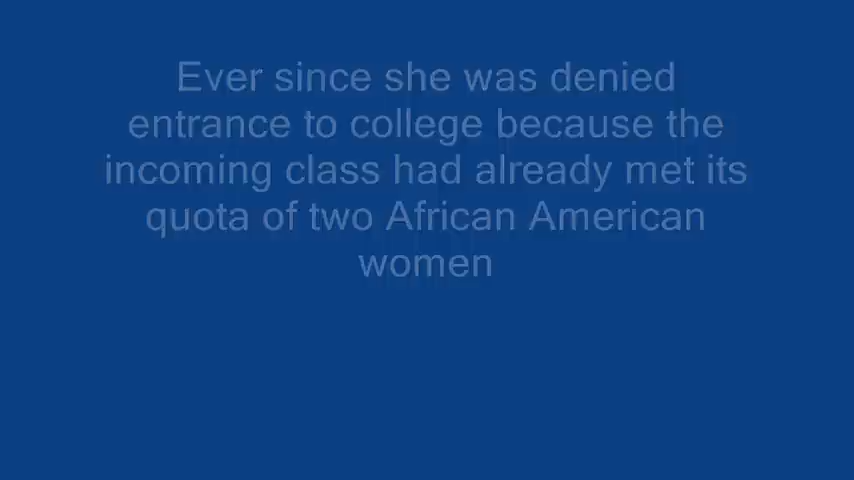 Ever since she was denied
entrance to college because the
incoming class had already met its
quota of two African American
women